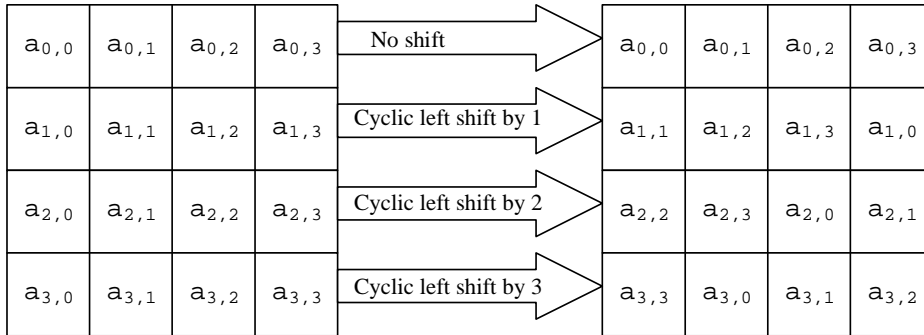 a0,0 a0,1 a0,2 a0,3 No shift a0,0 a0,1 a0,2 a0,3
a1,0 a1,1 a1,2 a1,3 Cyclic left shift by 1 a1,1 a1,2 a1,3 a1,0
a2,0 a2,1 a2,2 a2,3 Cyclic left shift by 2 a2,2 a2,3 a2,0 a2,1
a3,0 a3,1 a3,2 a3,3 Cyclic left shift by 3 a3,3 a3,0 a3,1 a3,2